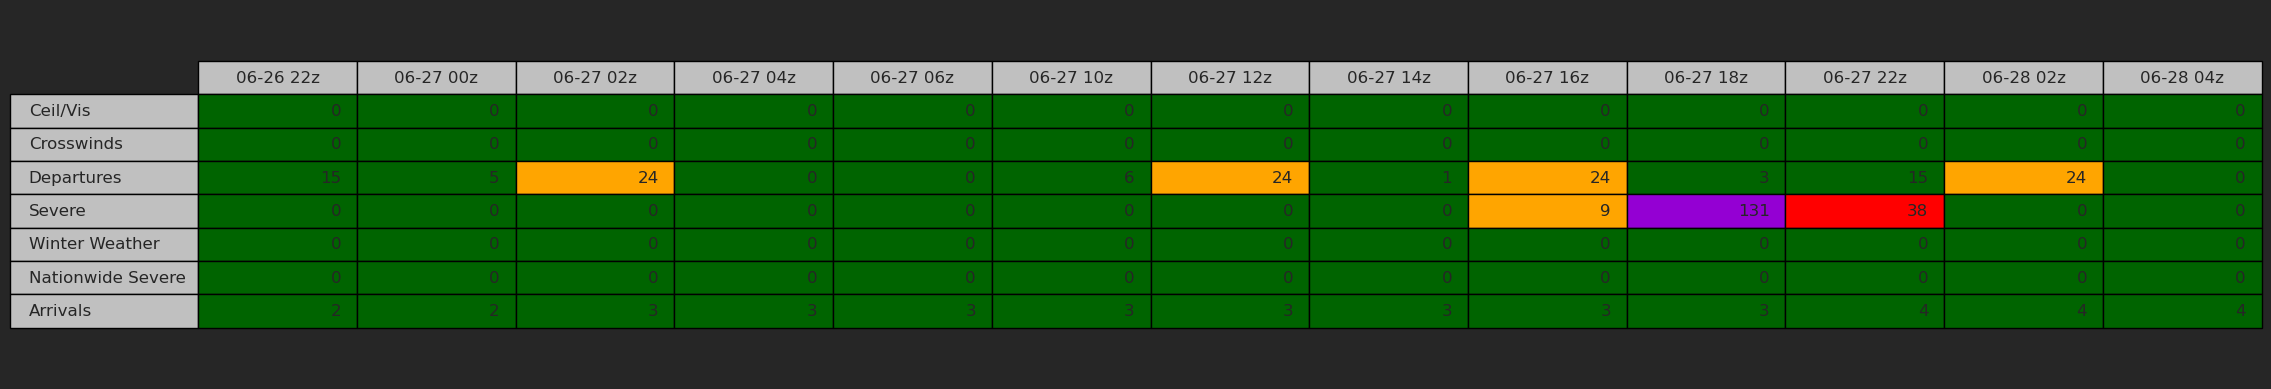 06-26 22z 06-27 00z 06-27 02z 06-27 04z 06-27 06z 06-27 10z 06-27 12z 06-27 14z 06-27 16z 06-27 18z 06-27 22z 06-28 02z 06-28 04z
Ceil/Vis 0 0 0 0 0 0 0 0 0 0 0 0 0
Crosswinds 0 0 0 0 0 0 0 0 0 0 0 0 0
Departures 15 5 24 0 0 6 24 1 24 3 15 24 0
Severe 0 0 0 0 0 0 0 0 9 131 38 0 0
Winter Weather 0 0 0 0 0 0 0 0 0 0 0 0 0
Nationwide Severe 0 0 0 0 0 0 0 0 0 0 0 0 0
Arrivals 2 2 3 3 3 3 3 3 3 3 4 4 4